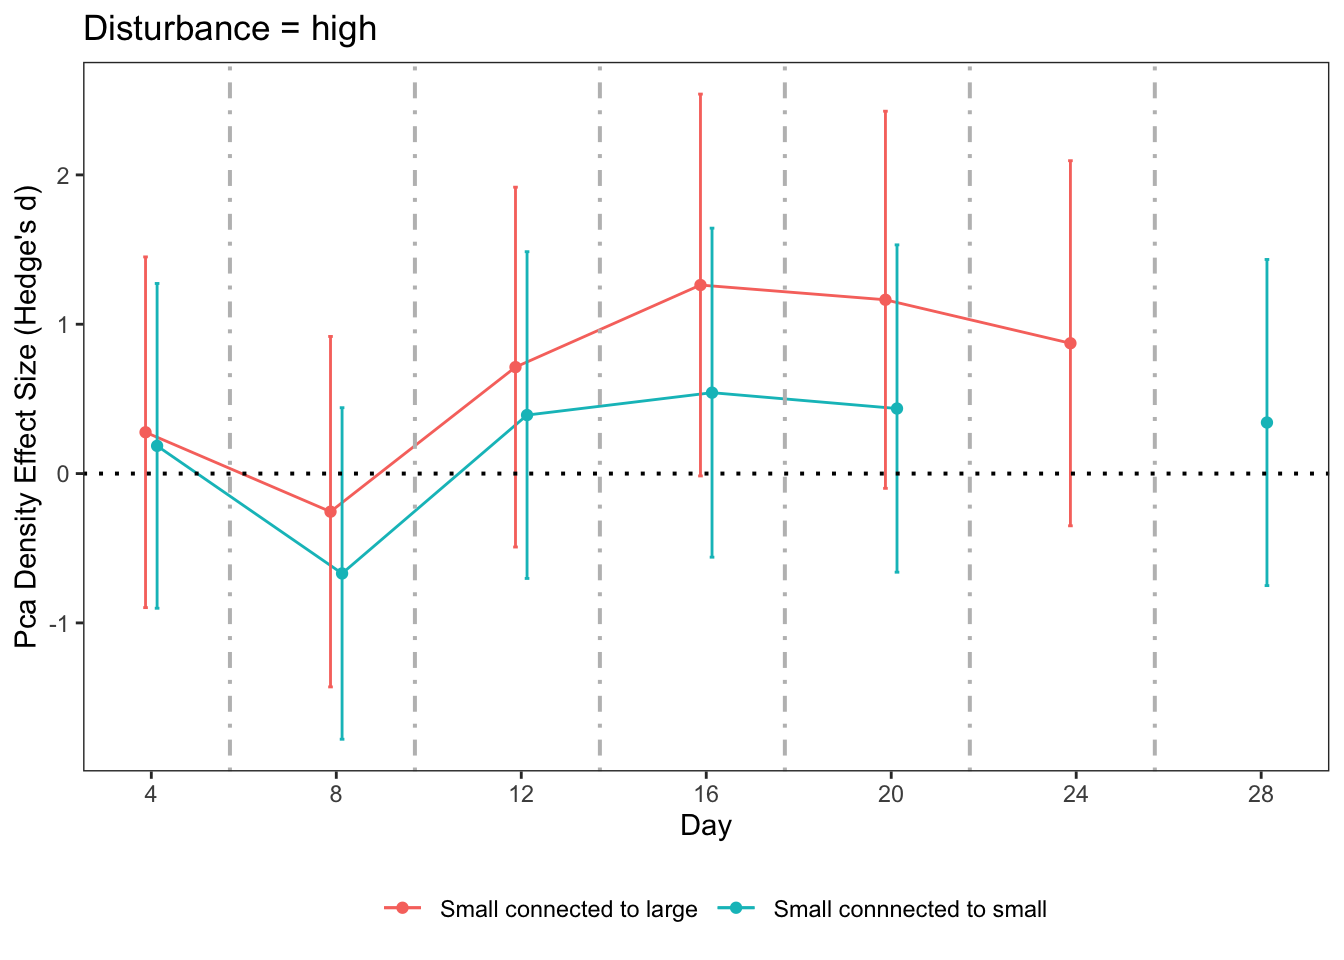 Disturbance = high
Pca Density Effect Size (Hedge's d)
2
1
0
-1
4 8 12 16 20 24 28
Day
Small connected to large Small connnected to small